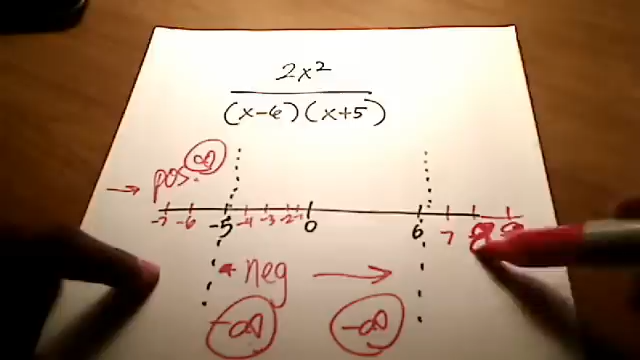 2x²
(x-6)(x+5)
→ pos. ∞
-7 -6 -5 -4 -3 -2 -1 0 6 7 8 9
neg →
-∞ -∞